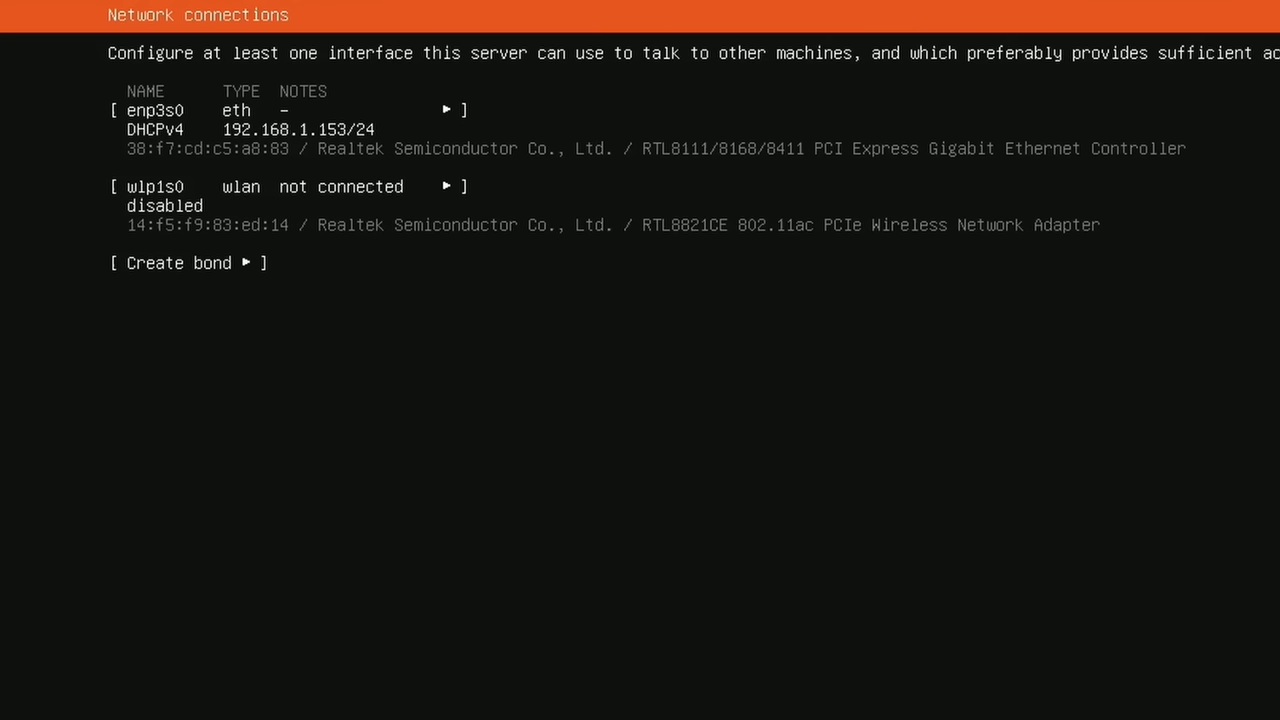 Network connections
Configure at least one interface this server can use to talk to other machines, and which preferably provides sufficient ac
NAME TYPE NOTES
[ enp3s0 eth - ▸ ]
DHCPv4 192.168.1.153/24
38:f7:cd:c5:a8:83 / Realtek Semiconductor Co., Ltd. / RTL8111/8168/8411 PCI Express Gigabit Ethernet Controller
[ wlp1s0 wlan not connected ▸ ]
disabled
14:f5:f9:83:ed:14 / Realtek Semiconductor Co., Ltd. / RTL8821CE 802.11ac PCIe Wireless Network Adapter
[ Create bond ▸ ]